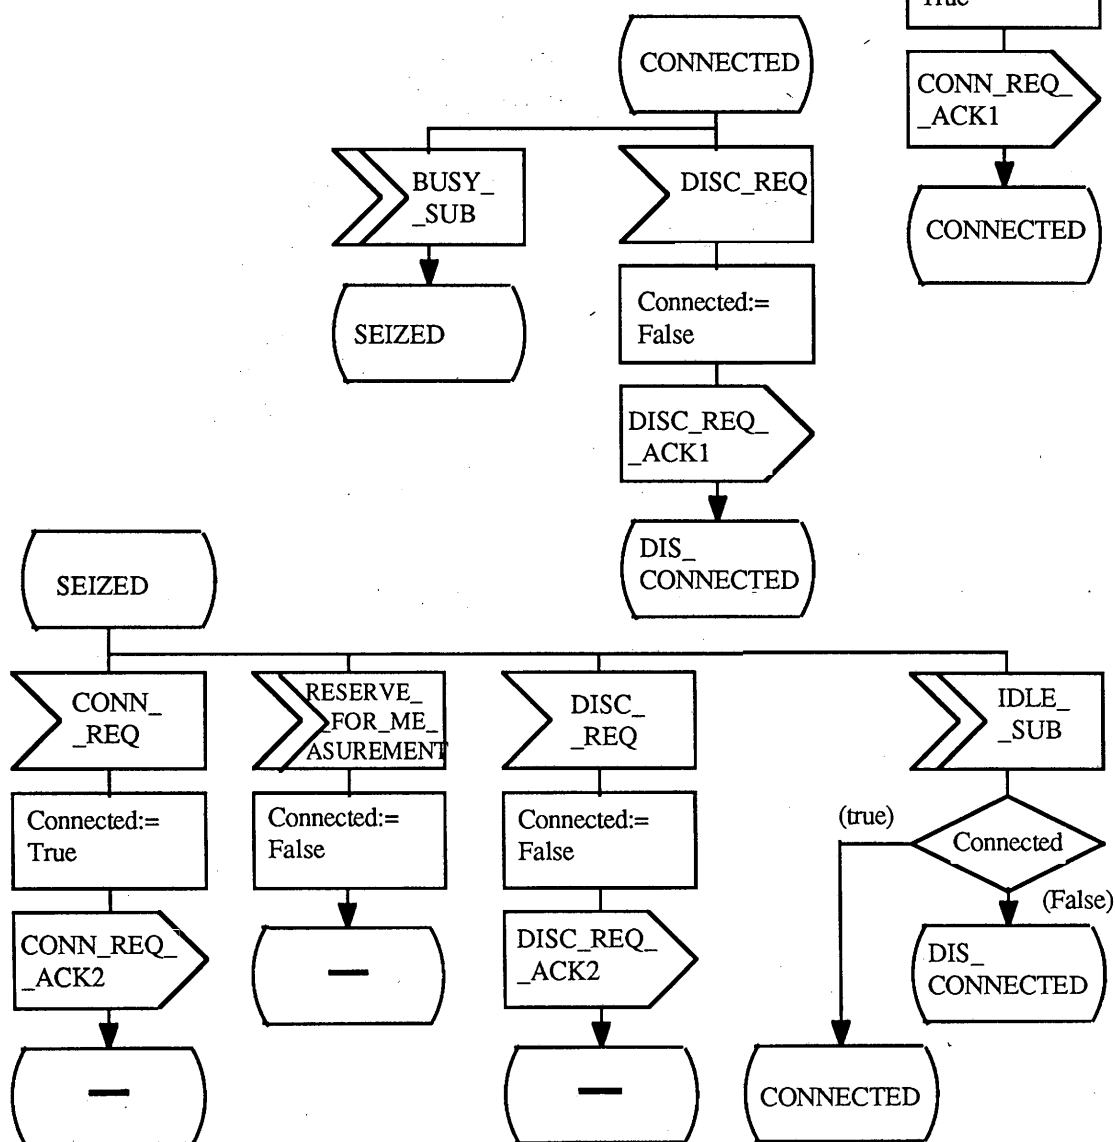 True
CONN_REQ_
_ACK1
CONNECTED
CONNECTED
BUSY_
_SUB
SEIZED
DISC_REQ
Connected:=
False
DISC_REQ_
_ACK1
DIS_
CONNECTED
SEIZED
CONN_
_REQ
Connected:=
True
CONN_REQ_
_ACK2
—
RESERVE_
_FOR_ME_
ASUREMENT
Connected:=
False
—
DISC_
_REQ
Connected:=
False
DISC_REQ_
_ACK2
—
IDLE_
_SUB
Connected
(true)
(False)
DIS_
CONNECTED
CONNECTED